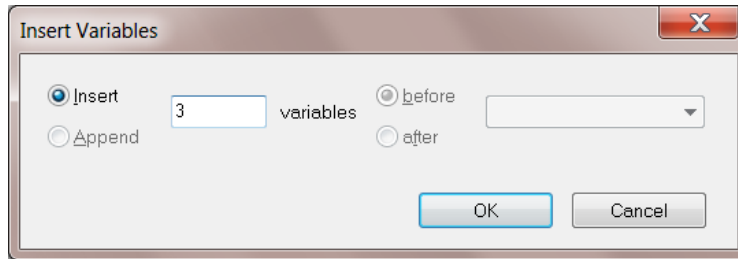 Insert Variables
Insert 3 variables before
Append after
OK Cancel